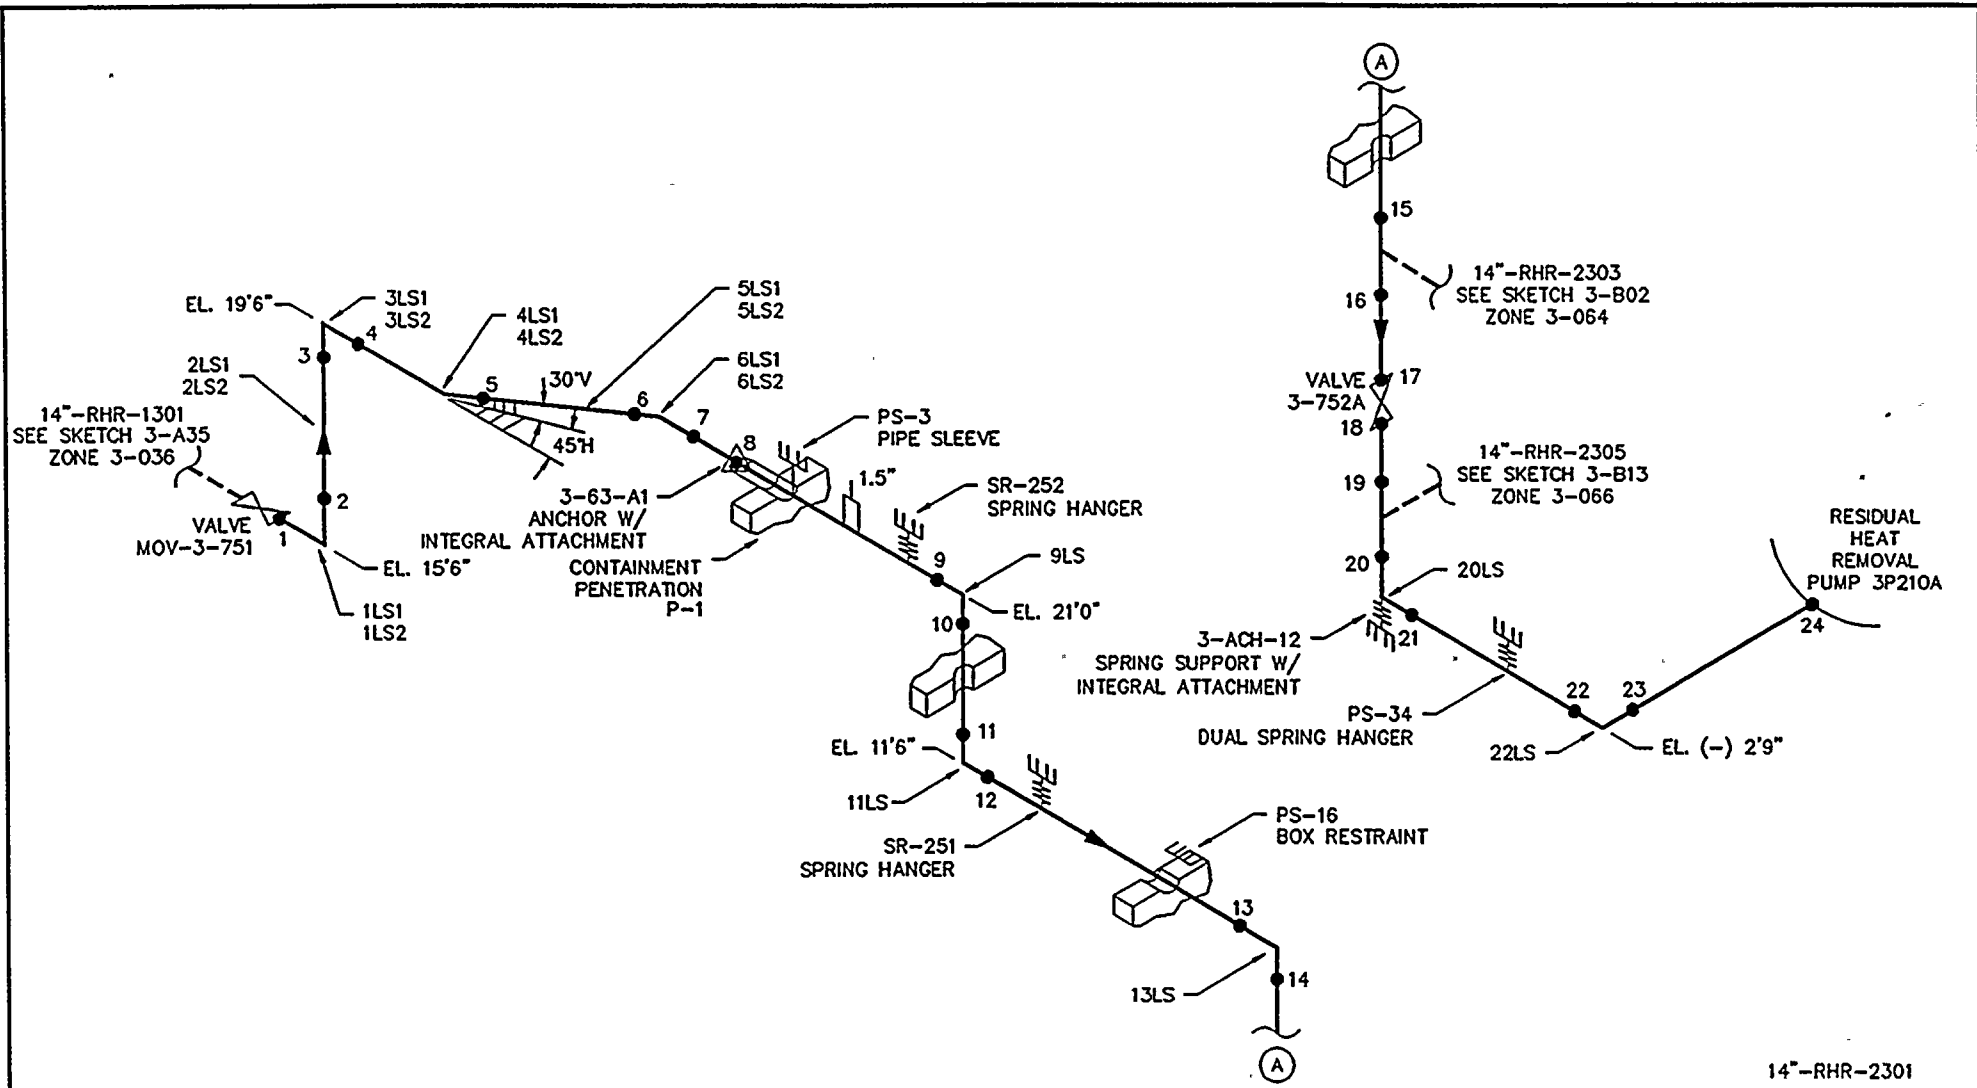 A
15
14"-RHR-2303
SEE SKETCH 3-B02
ZONE 3-064
16
17
VALVE
3-752A
18
14"-RHR-2305
SEE SKETCH 3-B13
ZONE 3-066
19
20
20LS
21
3-ACH-12
SPRING SUPPORT W/
INTEGRAL ATTACHMENT
PS-34
DUAL SPRING HANGER
22
23
22LS
EL. (-) 2'9"
RESIDUAL
HEAT
REMOVAL
PUMP 3P210A
24
EL. 19'6"
3LS1
3LS2
4
3
2LS1
2LS2
14"-RHR-1301
SEE SKETCH 3-A35
ZONE 3-036
VALVE
MOV-3-751
1
2
EL. 15'6"
1LS1
1LS2
4LS1
4LS2
5
30°V
45°H
5LS1
5LS2
6
6LS1
6LS2
7
8
PS-3
PIPE SLEEVE
3-63-A1
ANCHOR W/
INTEGRAL ATTACHMENT
CONTAINMENT
PENETRATION
P-1
1.5"
SR-252
SPRING HANGER
9
9LS
EL. 21'0"
10
11
EL. 11'6"
11LS
12
SR-251
SPRING HANGER
PS-16
BOX RESTRAINT
13
13LS
14
A
14"-RHR-2301